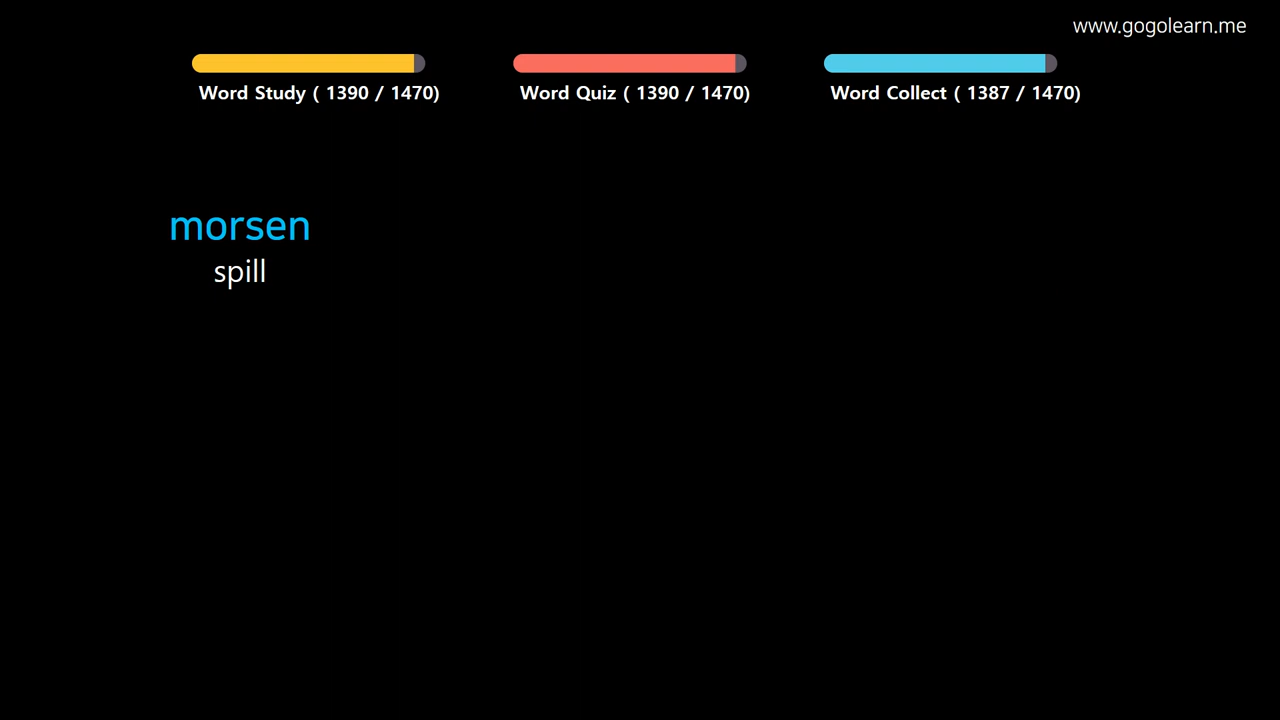 www.gogolearn.me
Word Study ( 1390 / 1470)
Word Quiz ( 1390 / 1470)
Word Collect ( 1387 / 1470)
morsen
spill